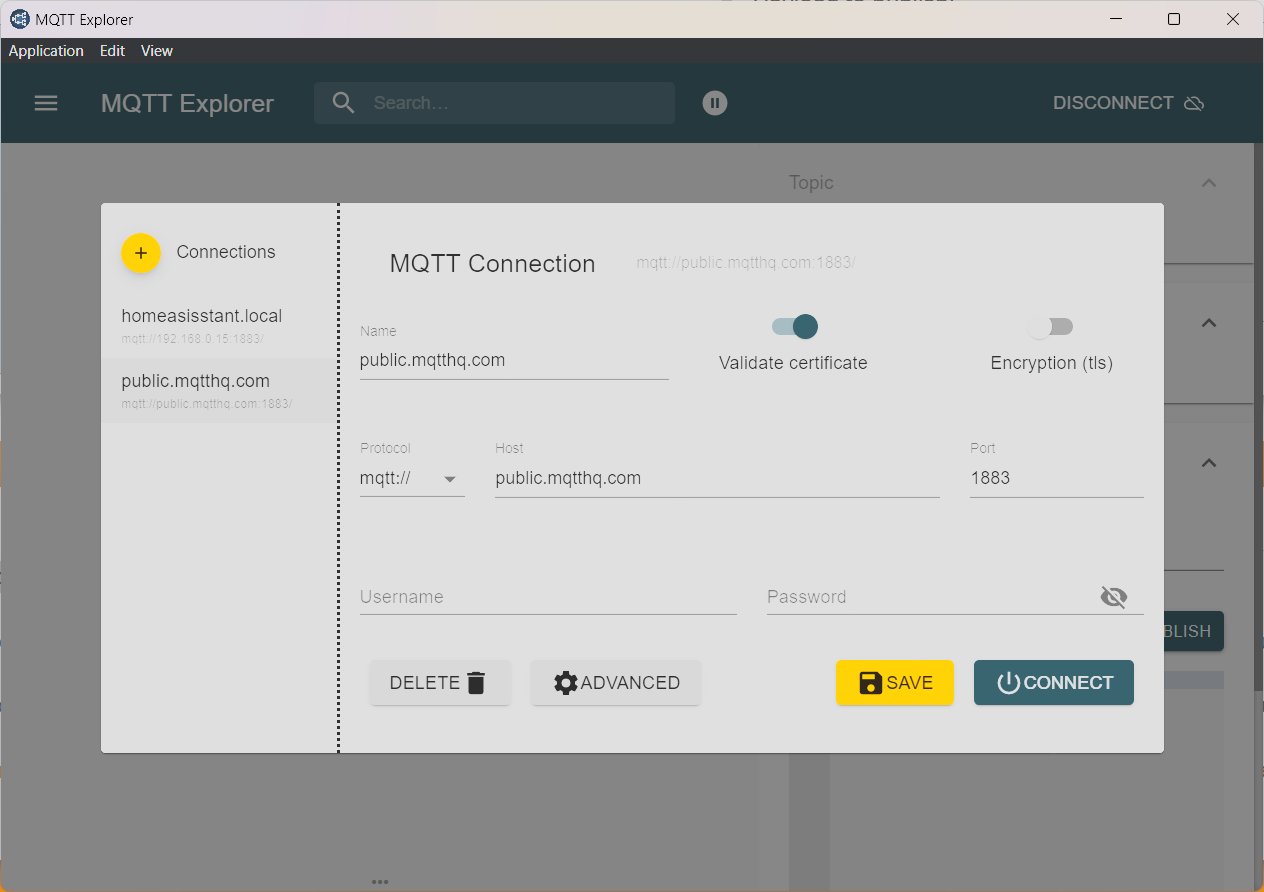 MQTT Explorer
Application Edit View
MQTT Explorer
Search...
DISCONNECT
Topic
+ Connections
homeasisstant.local
mqtt://192.168.0.15:1883/
public.mqtthq.com
mqtt://public.mqtthq.com:1883/
MQTT Connection mqtt://public.mqtthq.com:1883/
Name
public.mqtthq.com
Validate certificate
Encryption (tls)
Protocol Host Port
mqtt:// public.mqtthq.com 1883
Username Password
BLISH
DELETE ADVANCED SAVE CONNECT